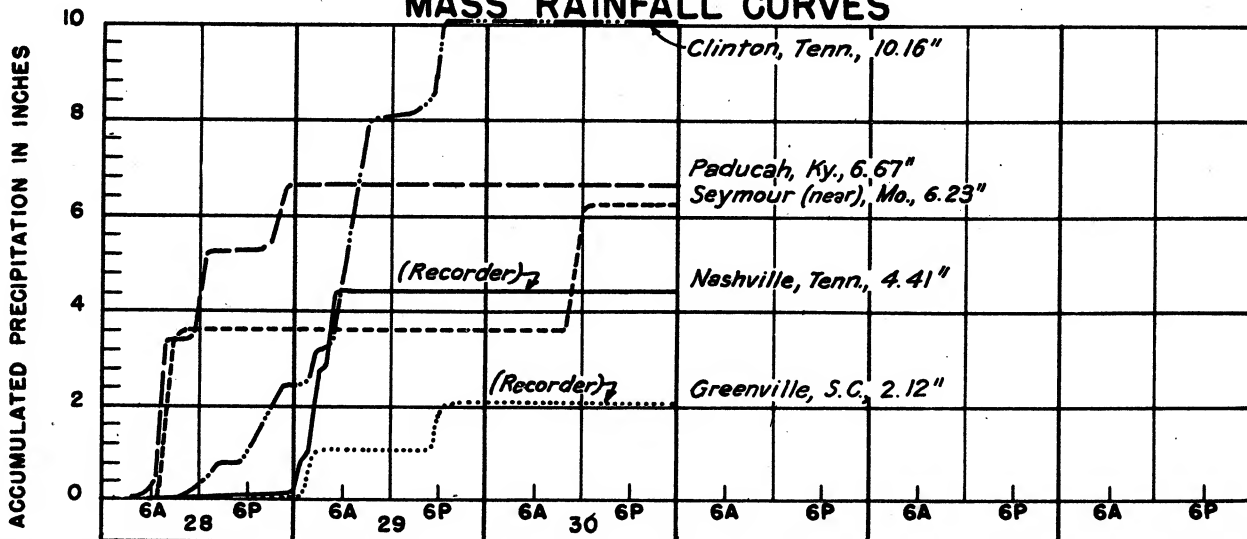 MASS RAINFALL CURVES
ACCUMULATED PRECIPITATION IN INCHES
10
8
6
4
2
0
Clinton, Tenn., 10.16"
Paducah, Ky., 6.67"
Seymour (near), Mo., 6.23"
(Recorder)
Nashville, Tenn., 4.41"
(Recorder)
Greenville, S.C., 2.12"
6A 6P 6A 6P 6A 6P 6A 6P 6A 6P 6A 6P
28 29 30